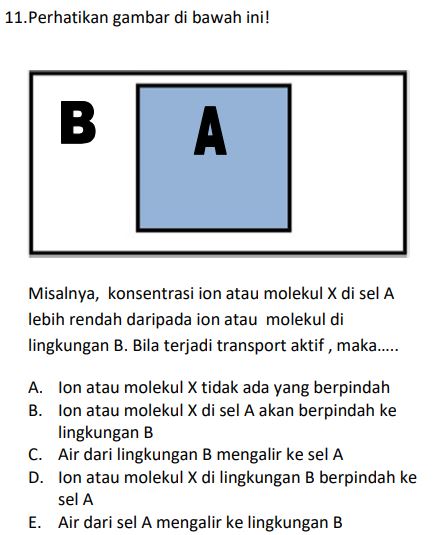 11.Perhatikan gambar di bawah ini!
B
A
Misalnya, konsentrasi ion atau molekul X di sel A
lebih rendah daripada ion atau molekul di
lingkungan B. Bila terjadi transport aktif , maka.....
A. Ion atau molekul X tidak ada yang berpindah
B. Ion atau molekul X di sel A akan berpindah ke
lingkungan B
C. Air dari lingkungan B mengalir ke sel A
D. Ion atau molekul X di lingkungan B berpindah ke
sel A
E. Air dari sel A mengalir ke lingkungan B